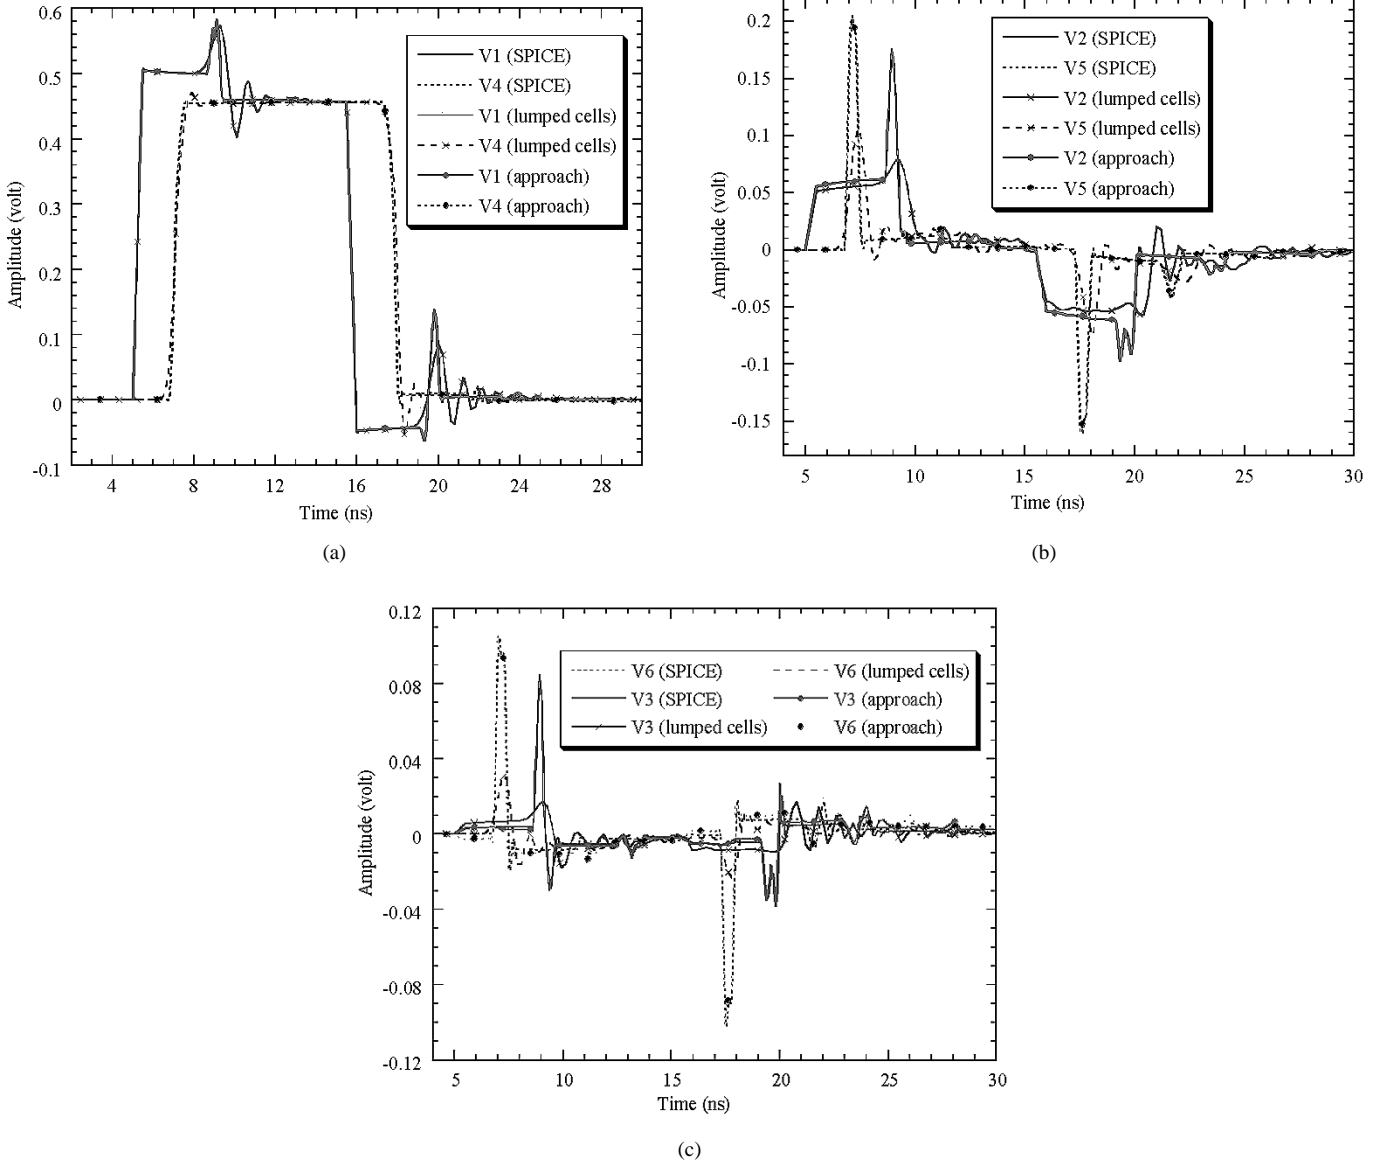 0.6
0.5
0.4
0.3
0.2
0.1
0
-0.1
Amplitude (volt)
V1 (SPICE)
V4 (SPICE)
V1 (lumped cells)
V4 (lumped cells)
V1 (approach)
V4 (approach)
4 8 12 16 20 24 28
Time (ns)
(a)
0.2
0.15
0.1
0.05
0
-0.05
-0.1
-0.15
Amplitude (volt)
V2 (SPICE)
V5 (SPICE)
V2 (lumped cells)
V5 (lumped cells)
V2 (approach)
V5 (approach)
5 10 15 20 25 30
Time (ns)
(b)
0.12
0.08
0.04
0
-0.04
-0.08
-0.12
Amplitude (volt)
V6 (SPICE) V6 (lumped cells)
V3 (SPICE) V3 (approach)
V3 (lumped cells) V6 (approach)
5 10 15 20 25 30
Time (ns)
(c)